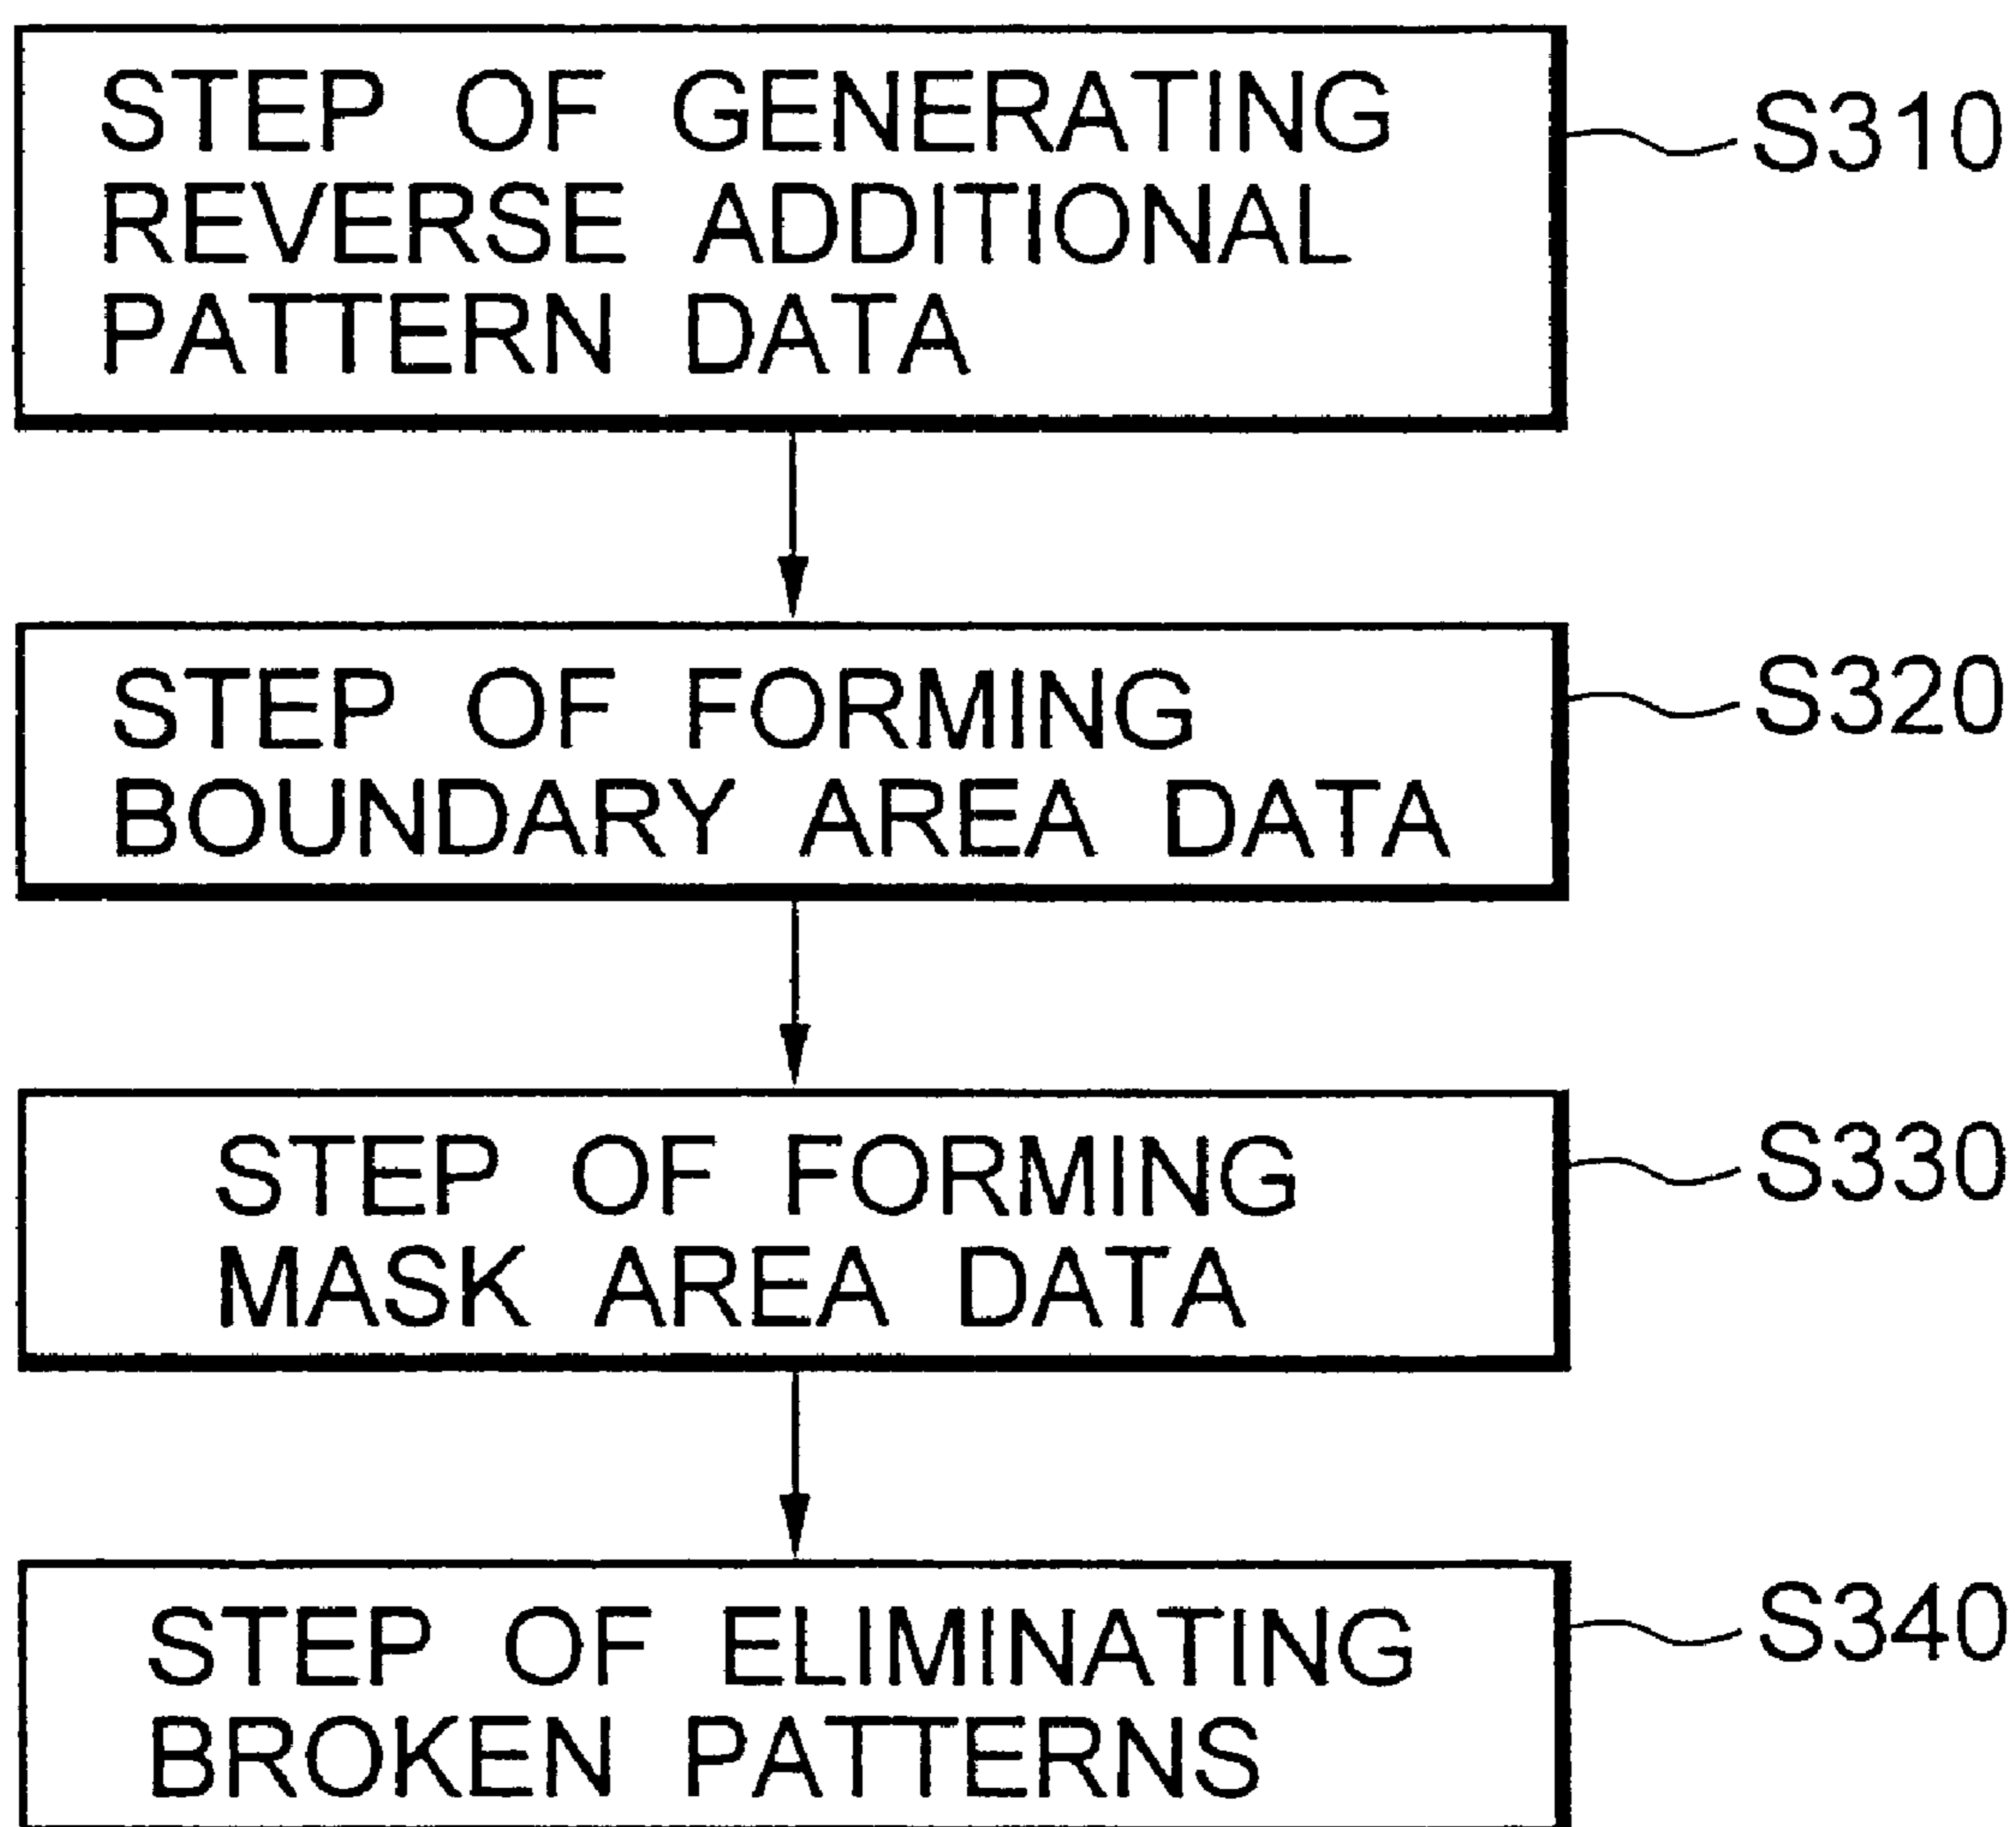 STEP OF GENERATING
REVERSE ADDITIONAL
PATTERN DATA
S310
STEP OF FORMING
BOUNDARY AREA DATA
S320
STEP OF FORMING
MASK AREA DATA
S330
STEP OF ELIMINATING
BROKEN PATTERNS
S340